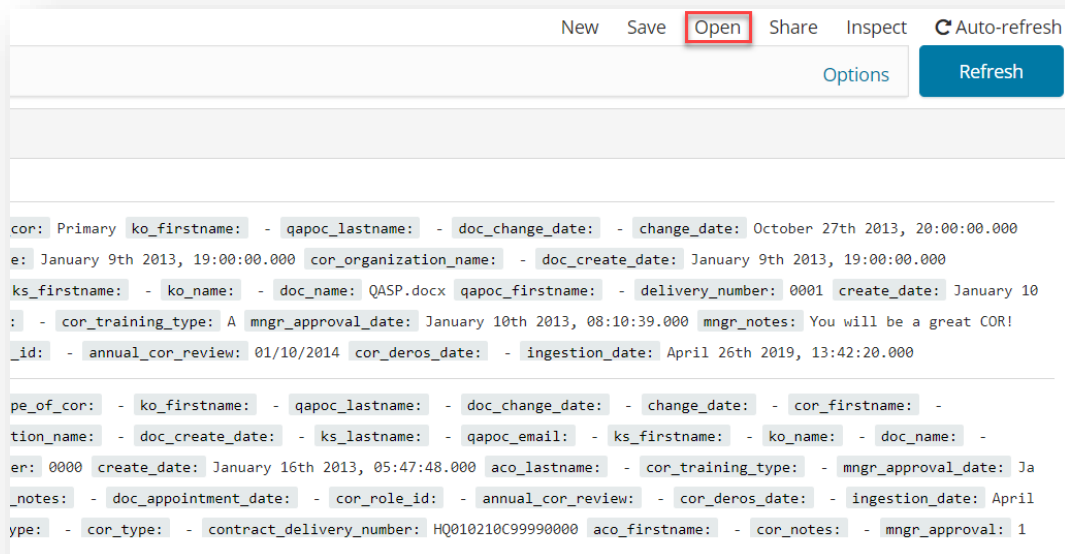 New Save Open Share Inspect Auto-refresh
Options Refresh
cor: Primary ko_firstname: - qapoc_lastname: - doc_change_date: - change_date: October 27th 2013, 20:00:00.000
e: January 9th 2013, 19:00:00.000 cor_organization_name: - doc_create_date: January 9th 2013, 19:00:00.000
ks_firstname: - ko_name: - doc_name: QASP.docx qapoc_firstname: - delivery_number: 0001 create_date: January 10
: - cor_training_type: A mngr_approval_date: January 10th 2013, 08:10:39.000 mngr_notes: You will be a great COR!
_id: - annual_cor_review: 01/10/2014 cor_deros_date: - ingestion_date: April 26th 2019, 13:42:20.000
pe_of_cor: - ko_firstname: - qapoc_lastname: - doc_change_date: - change_date: - cor_firstname: -
tion_name: - doc_create_date: - ks_lastname: - qapoc_email: - ks_firstname: - ko_name: - doc_name: -
er: 0000 create_date: January 16th 2013, 05:47:48.000 aco_lastname: - cor_training_type: - mngr_approval_date: Ja
_notes: - doc_appointment_date: - cor_role_id: - annual_cor_review: - cor_deros_date: - ingestion_date: April
ype: - cor_type: - contract_delivery_number: HQ010210C99990000 aco_firstname: - cor_notes: - mngr_approval: 1